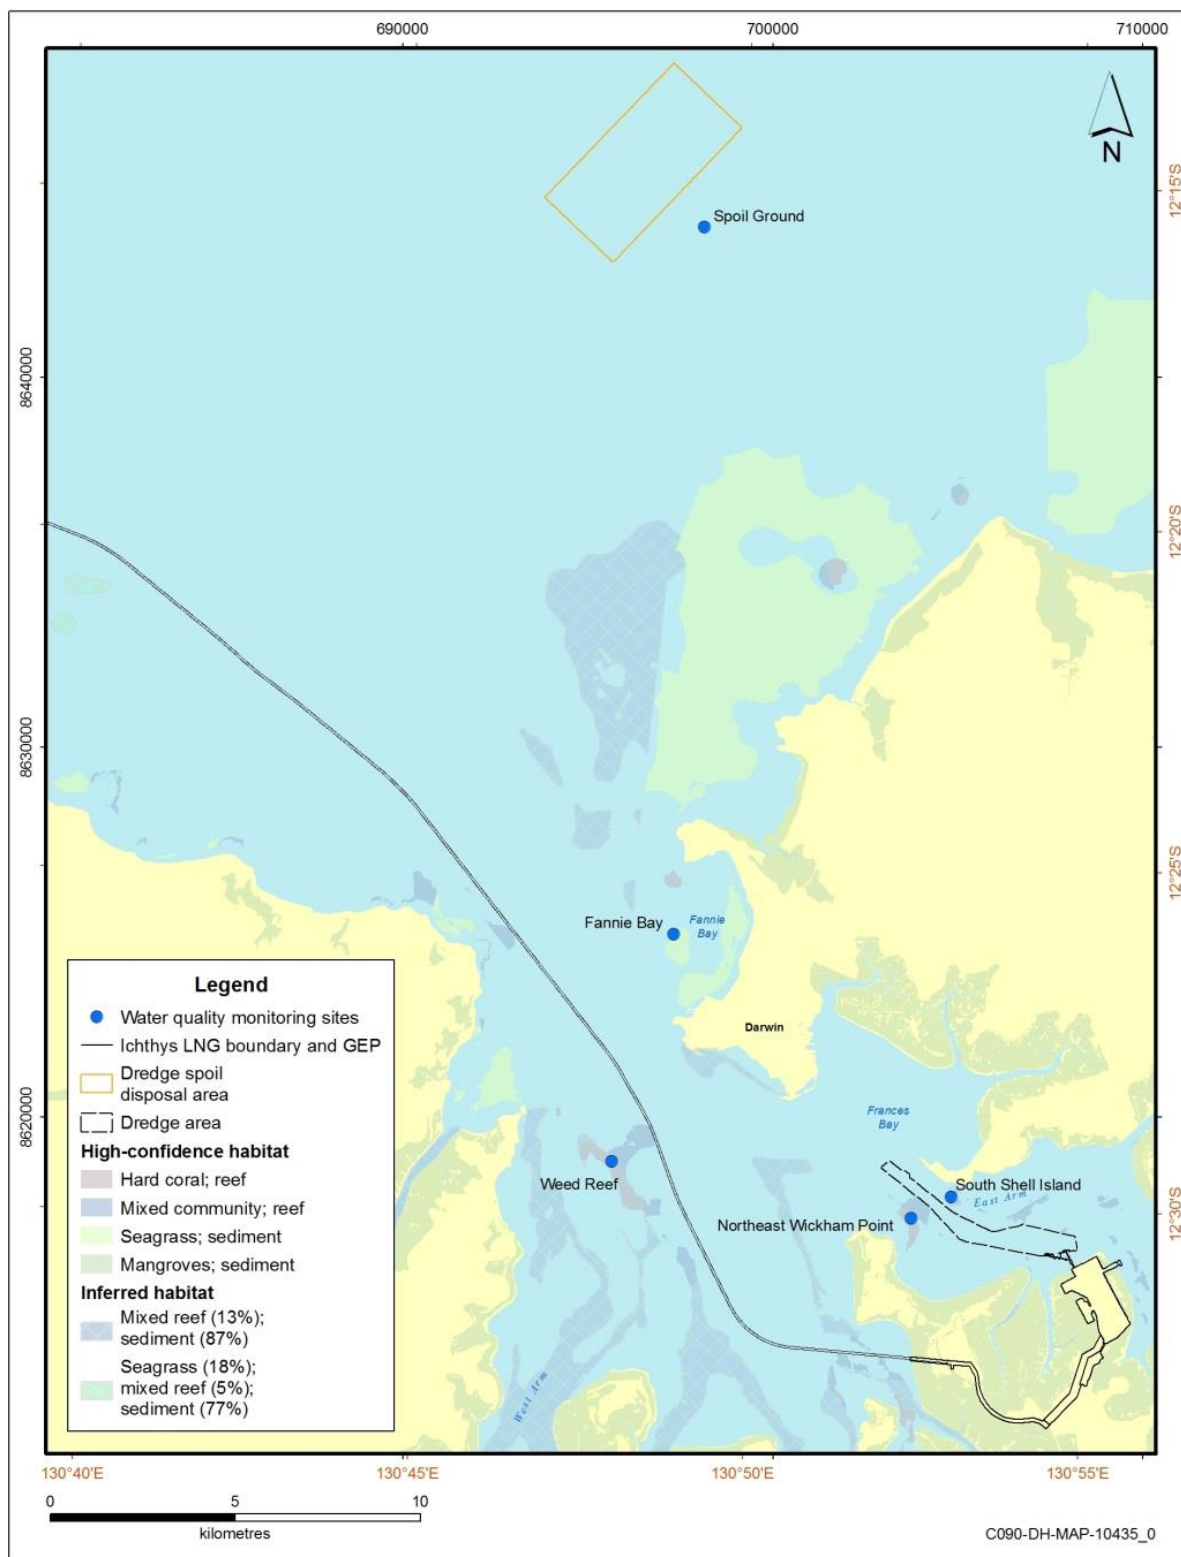 690000
700000
710000
N
12°15'S
Spoil Ground
8640000
12°20'S
8630000
12°25'S
Fannie Bay
Fannie
Bay
Legend
Water quality monitoring sites
Ichthys LNG boundary and GEP
Dredge spoil
disposal area
Dredge area
High-confidence habitat
Hard coral; reef
Mixed community; reef
Seagrass; sediment
Mangroves; sediment
Inferred habitat
Mixed reef (13%);
sediment (87%)
Seagrass (18%);
mixed reef (5%);
sediment (77%)
Darwin
8620000
Frances
Bay
Weed Reef
South Shell Island
East Arm
Northeast Wickham Point
12°30'S
West Arm
130°40'E
130°45'E
130°50'E
130°55'E
0
5
10
kilometres
C090-DH-MAP-10435_0